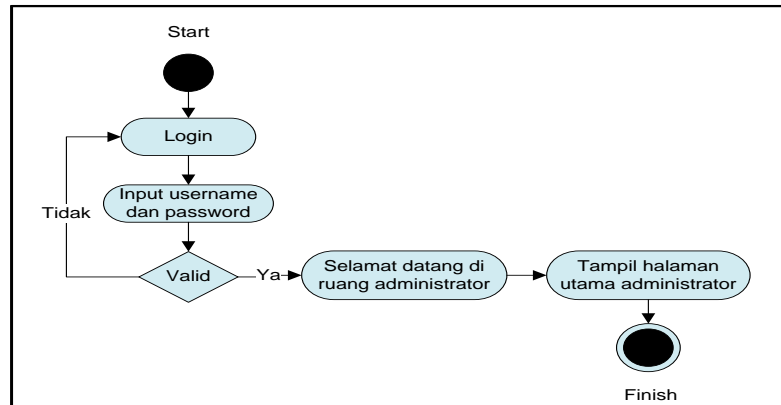 Start
Login
Input username
dan password
Tidak
Valid
Ya
Selamat datang di
ruang administrator
Tampil halaman
utama administrator
Finish